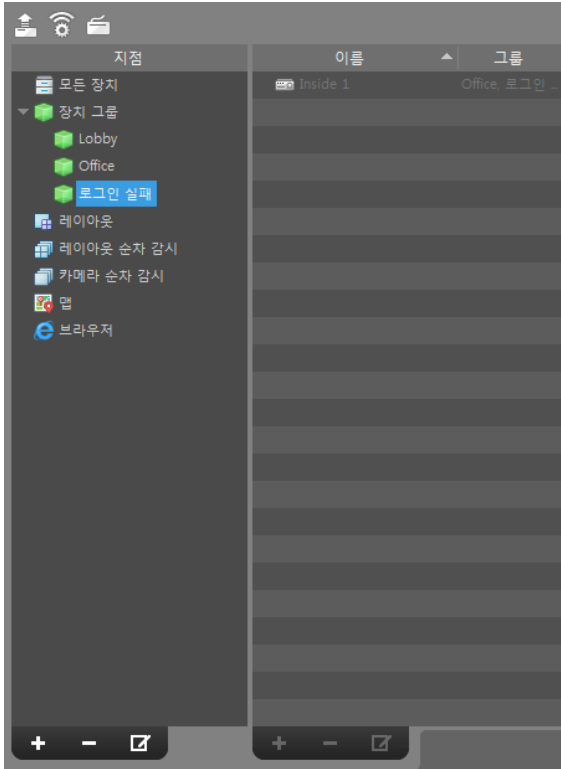 지점
이름
그룹
모든 장치
장치 그룹
Lobby
Office
로그인 실패
레이아웃
레이아웃 순차 감시
카메라 순차 감시
맵
브라우저
Inside 1
Office, 로그인 ...